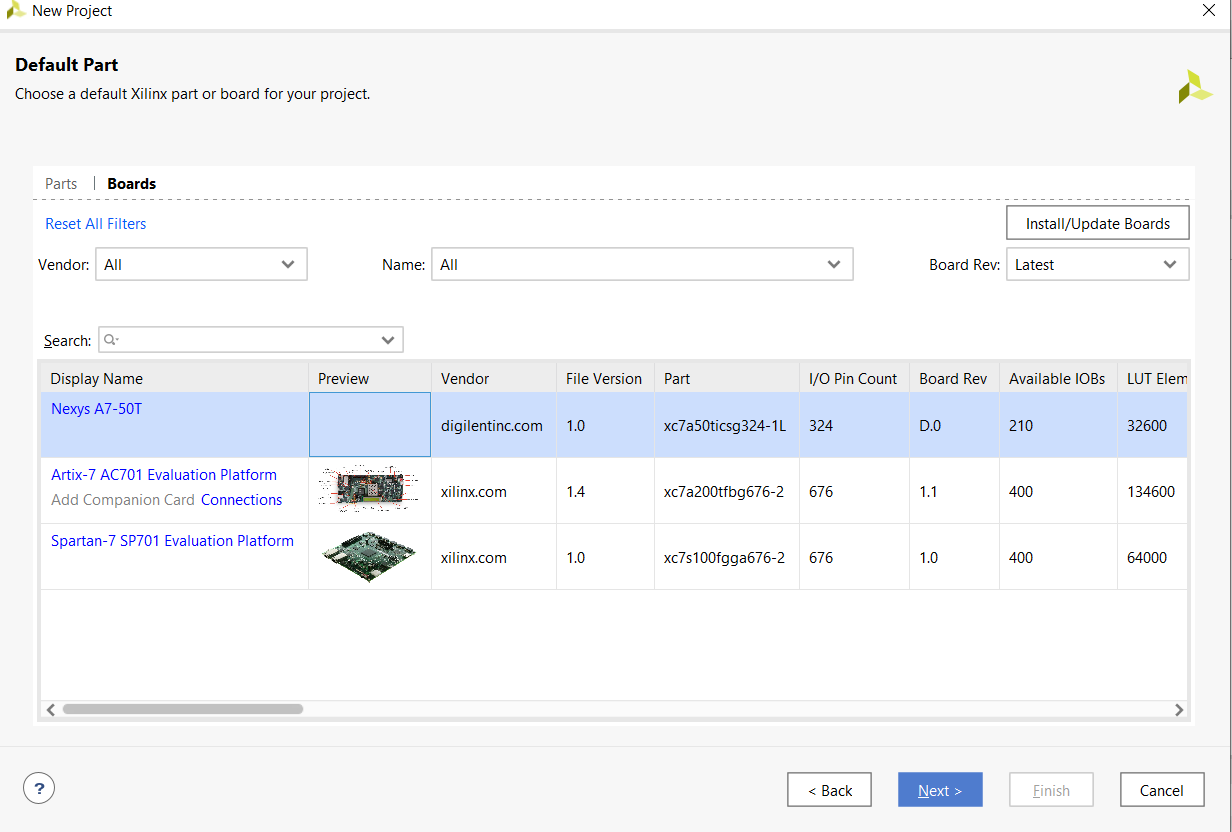 New Project
Default Part
Choose a default Xilinx part or board for your project.
Parts | Boards
Reset All Filters
Install/Update Boards
Vendor: All Name: All Board Rev: Latest
Search:
Display Name Preview Vendor File Version Part I/O Pin Count Board Rev Available IOBs LUT Elem
Nexys A7-50T
digilentinc.com 1.0 xc7a50ticsg324-1L 324 D.0 210 32600
Artix-7 AC701 Evaluation Platform
Add Companion Card Connections
xilinx.com 1.4 xc7a200tfbg676-2 676 1.1 400 134600
Spartan-7 SP701 Evaluation Platform
xilinx.com 1.0 xc7s100fgga676-2 676 1.0 400 64000
?
< Back Next > Finish Cancel